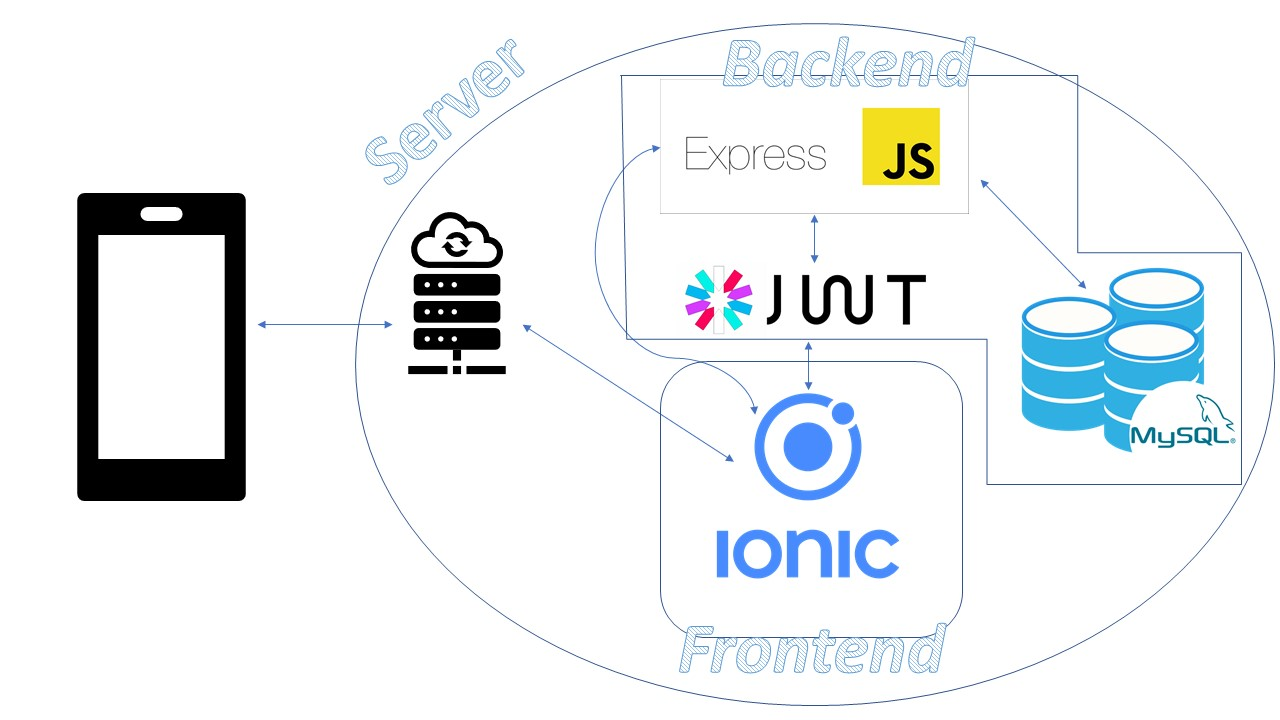 Server
Backend
Express
JS
JWT
MySQL®
IONIC
Frontend